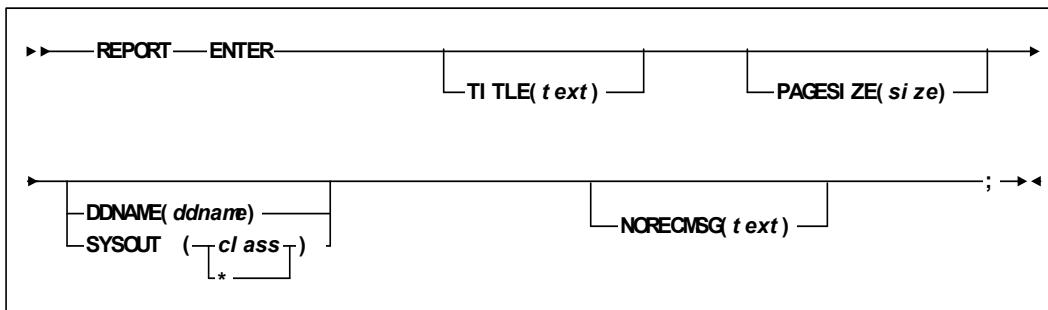 REPORT ENTER
TITLE(text) PAGESIZE(size)
;
DDNAME(ddname)
NORECMSG(text)
SYSOUT (class)
*